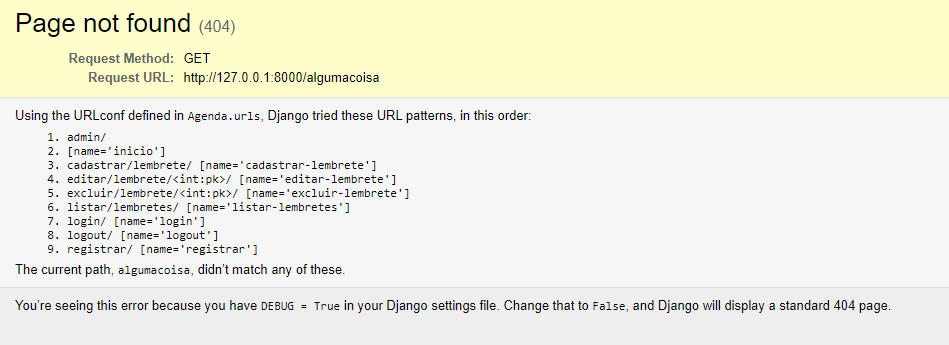 Page not found (404)
Request Method: GET
Request URL: http://127.0.0.1:8000/algumacoisa
Using the URLconf defined in Agenda.urls, Django tried these URL patterns, in this order:
1. admin/
2. [name='inicio']
3. cadastrar/lembrete/ [name='cadastrar-lembrete']
4. editar/lembrete/<int:pk>/ [name='editar-lembrete']
5. excluir/lembrete/<int:pk>/ [name='excluir-lembrete']
6. listar/lembretes/ [name='listar-lembretes']
7. login/ [name='login']
8. logout/ [name='logout']
9. registrar/ [name='registrar']
The current path, algumacoisa, didn't match any of these.
You're seeing this error because you have DEBUG = True in your Django settings file. Change that to False, and Django will display a standard 404 page.